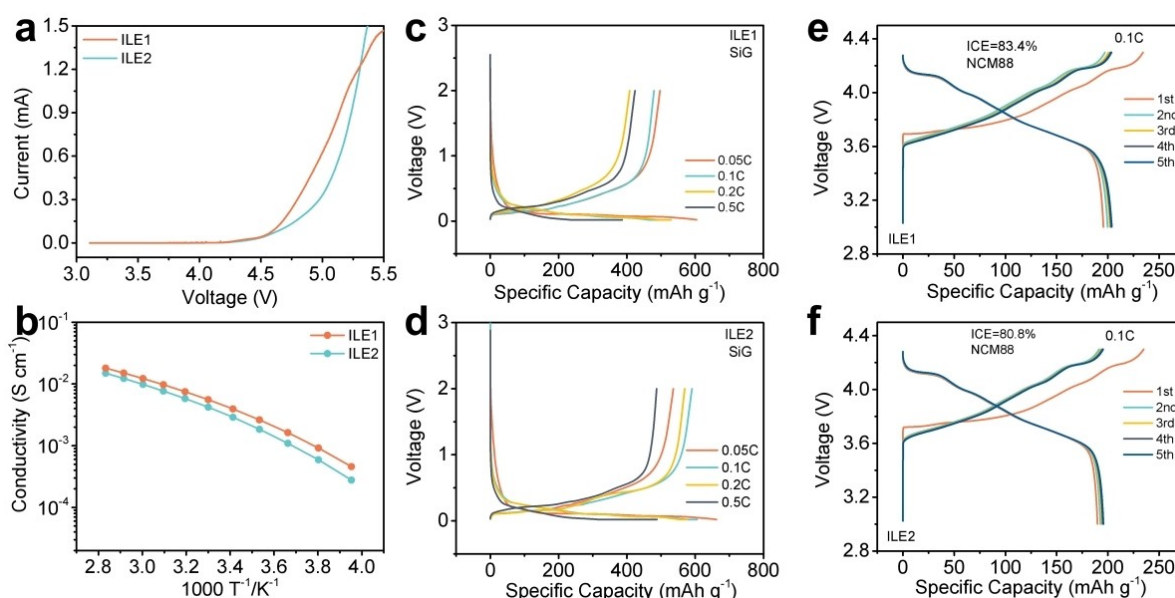 a
ILE1
ILE2
1.5
1.2
0.9
0.6
0.3
0.0
Current (mA)
3.0 3.5 4.0 4.5 5.0 5.5
Voltage (V)
b
ILE1
ILE2
10⁻¹
10⁻²
10⁻³
10⁻⁴
Conductivity (S cm⁻¹)
2.8 3.0 3.2 3.4 3.6 3.8 4.0
1000 T⁻¹/K⁻¹
c
ILE1
SiG
3
2
1
0
Voltage (V)
0.05C
0.1C
0.2C
0.5C
0 200 400 600 800
Specific Capacity (mAh g⁻¹)
d
ILE2
SiG
3
2
1
0
Voltage (V)
0.05C
0.1C
0.2C
0.5C
0 200 400 600 800
Specific Capacity (mAh g⁻¹)
e
ICE=83.4%
NCM88
0.1C
4.4
4.0
3.6
3.2
2.8
Voltage (V)
1st
2nd
3rd
4th
5th
ILE1
0 50 100 150 200 250
Specific Capacity (mAh g⁻¹)
f
ICE=80.8%
NCM88
0.1C
4.4
4.0
3.6
3.2
2.8
Voltage (V)
1st
2nd
3rd
4th
5th
ILE2
0 50 100 150 200 250
Specific Capacity (mAh g⁻¹)